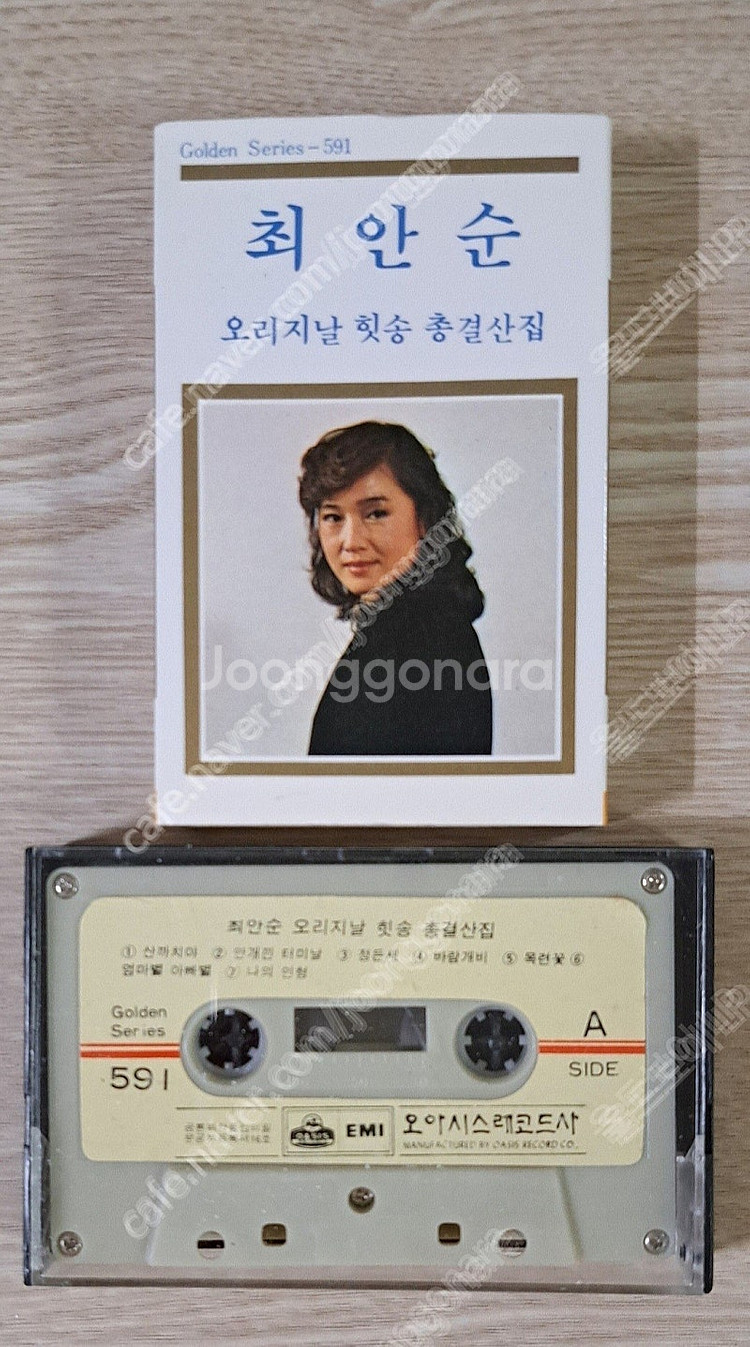 Golden Series-591
최안순
오리지날 힛송 총결산집
Joonggonara
cafe.naver.com/joonggonara
최안순 오리지날 힛송 총결산집
① 산까치야 ② 안개낀 터미날 ③ 정든세 ④ 바람개비 ⑤ 목련꽃 ⑥
엄마별 아빠별 ⑦ 나의 인형
Golden
Series
591
A
SIDE
OASIS
EMI
오아시스레코드사
MANUFACTURED BY OASIS RECORD CO.,